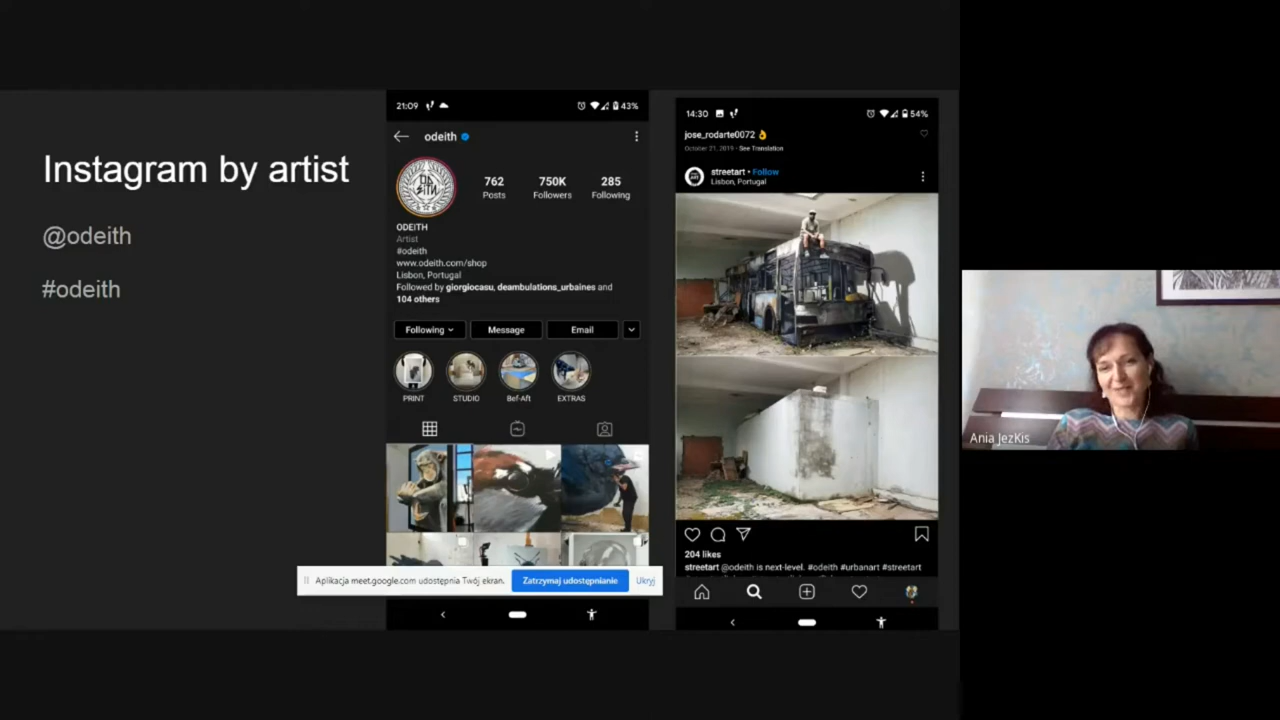 Instagram by artist
@odeith
#odeith
21:09
43%
odeith
762
750K
285
Posts
Followers
Following
ODEITH
Artist
#odeith
www.odeith.com/shop
Lisbon, Portugal
Followed by giorgiocasu, deambulations_urbaines and
104 others
Following
Message
Email
PRINT
STUDIO
Bef-Aft
EXTRAS
Aplikacja meet.google.com udostępnia Twój ekran.
Zatrzymaj udostępnianie
Ukryj
14:30
54%
jose_rodarte0072 👌
October 21, 2019 • See Translation
streetart • Follow
Lisbon, Portugal
204 likes
streetart @odeith is next-level. #odeith #urbanart #streetart
Ania JezKis